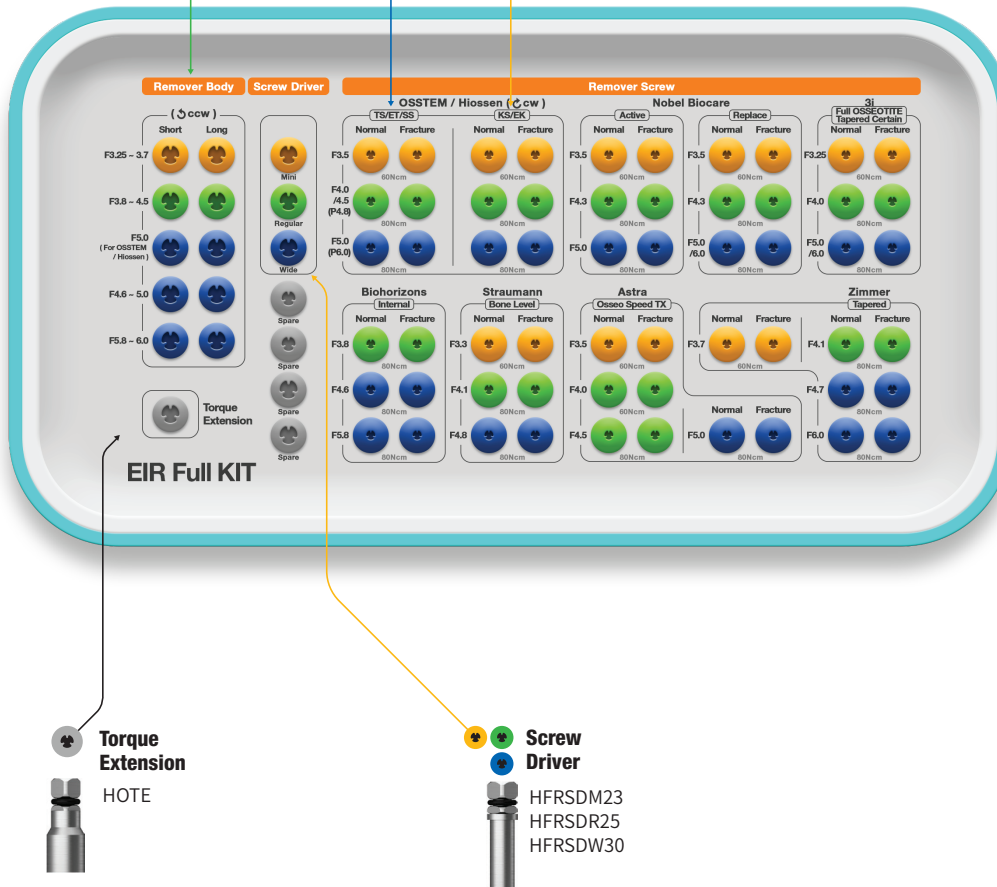 Remover Body
Screw Driver
Remover Screw
( ccw )
Short Long
F3.25 ~ 3.7
F3.8 ~ 4.5
F5.0
( For OSSTEM
/ Hiossen )
F4.6 ~ 5.0
F5.8 ~ 6.0
Mini
Regular
Wide
Spare
Spare
Spare
Spare
Torque
Extension
EIR Full KIT
OSSTEM / Hiossen ( cw )
TS/ET/SS
KS/EK
Normal Fracture Normal Fracture
F3.5
60Ncm
F4.0
/4.5
(P4.8)
F5.0
(P6.0)
80Ncm
80Ncm
Nobel Biocare
Active
Replace
Normal Fracture
Normal Fracture
F3.5
60Ncm
F4.3
F5.0
80Ncm
F3.5
60Ncm
F4.3
F5.0
/6.0
80Ncm
3i
Full OSSEOTITE
Tapered Certain
Normal Fracture
F3.25
60Ncm
F4.0
F5.0
/6.0
80Ncm
Biohorizons
Internal
Normal Fracture
F3.8
80Ncm
F4.6
80Ncm
F5.8
80Ncm
Straumann
Bone Level
Normal Fracture
F3.3
60Ncm
F4.1
80Ncm
F4.8
80Ncm
Astra
Osseo Speed TX
Normal Fracture
F3.5
60Ncm
F4.0
60Ncm
F4.5
80Ncm
Normal Fracture
F5.0
80Ncm
Zimmer
Tapered
Normal Fracture
F3.7
60Ncm
Normal Fracture
F4.1
80Ncm
F4.7
80Ncm
F6.0
80Ncm
Torque
Extension
HOTE
Screw
Driver
HFRSDM23
HFRSDR25
HFRSDW30